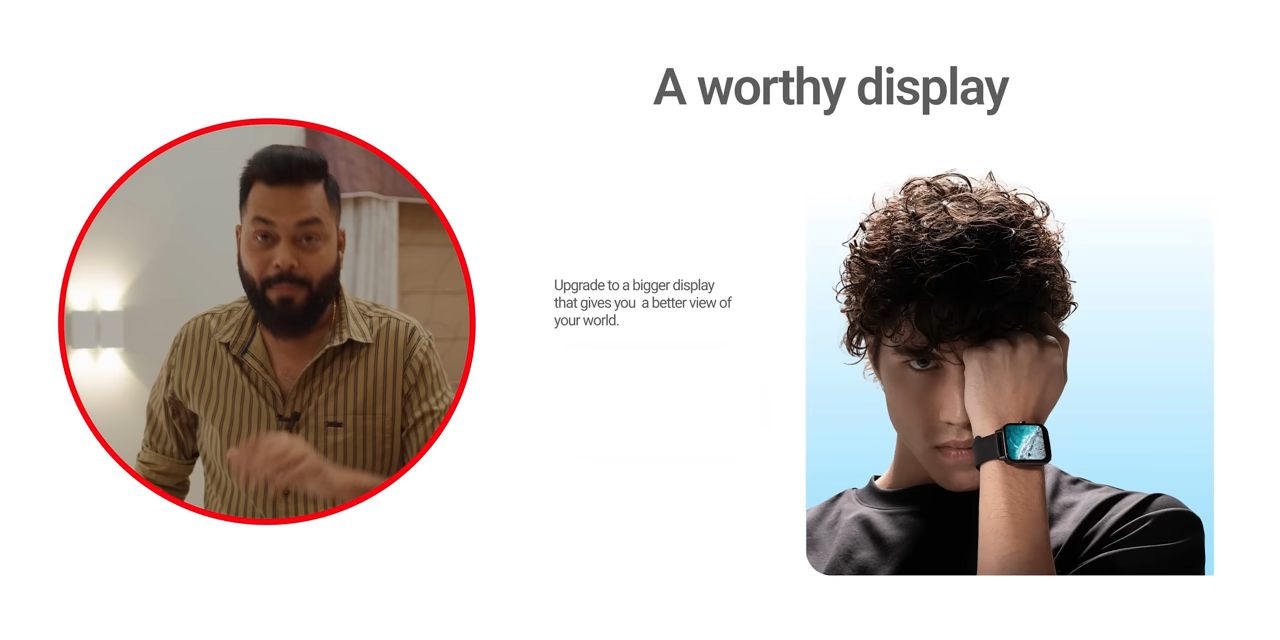 A worthy display
Upgrade to a bigger display
that gives you  a better view of
your world.